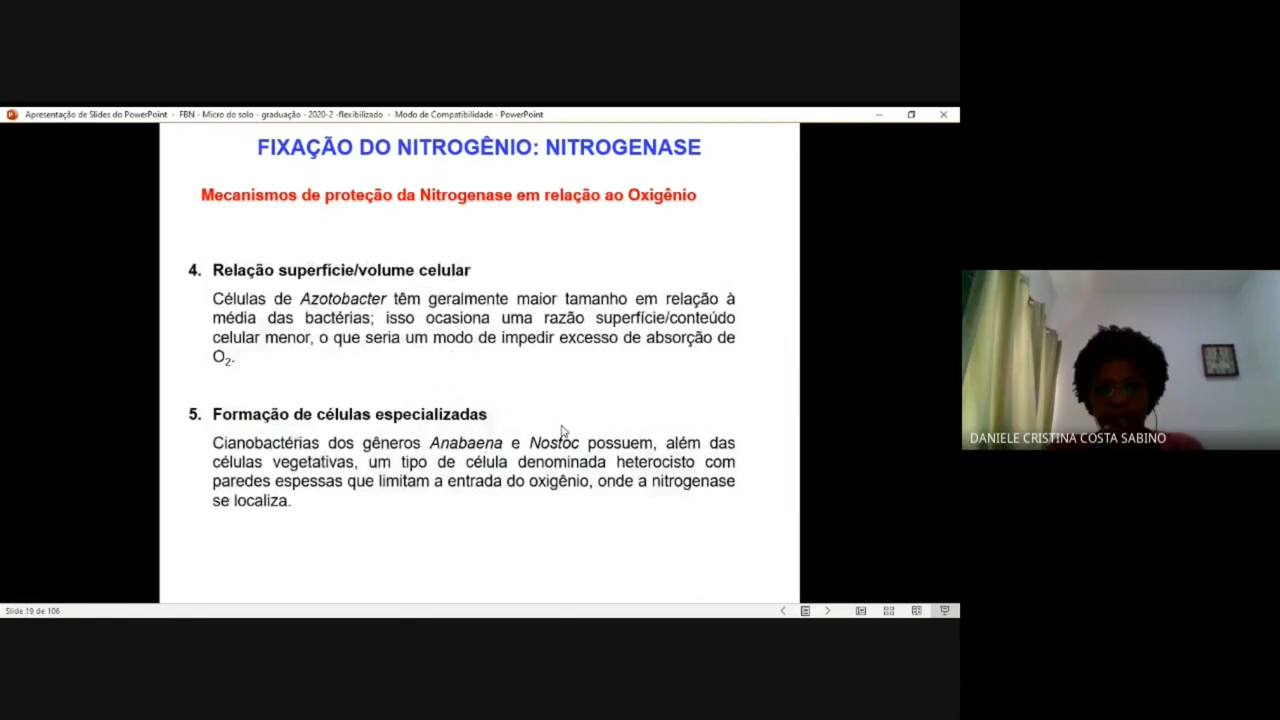 Apresentação de Slides do PowerPoint - FBN - Micro do solo - graduação - 2020-2 -flexibilizado - Modo de Compatibilidade - PowerPoint
FIXAÇÃO DO NITROGÊNIO: NITROGENASE
Mecanismos de proteção da Nitrogenase em relação ao Oxigênio
4. Relação superfície/volume celular
Células de Azotobacter têm geralmente maior tamanho em relação à
média das bactérias; isso ocasiona uma razão superfície/conteúdo
celular menor, o que seria um modo de impedir excesso de absorção de
O2.
5. Formação de células especializadas
Cianobactérias dos gêneros Anabaena e Nostoc possuem, além das
células vegetativas, um tipo de célula denominada heterocisto com
paredes espessas que limitam a entrada do oxigênio, onde a nitrogenase
se localiza.
DANIELE CRISTINA COSTA SABINO
Slide 19 de 106